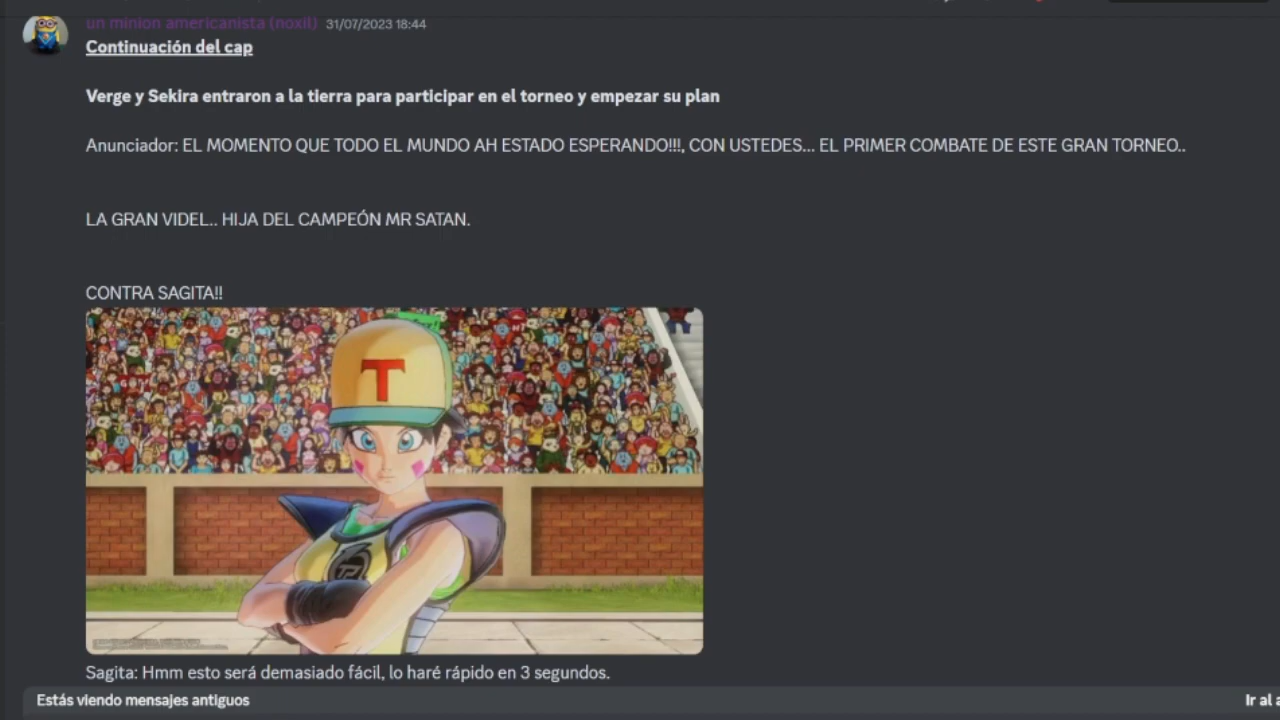 un minion americanista (noxil) 31/07/2023 18:44
Continuación del cap
Verge y Sekira entraron a la tierra para participar en el torneo y empezar su plan
Anunciador: EL MOMENTO QUE TODO EL MUNDO AH ESTADO ESPERANDO!!!, CON USTEDES... EL PRIMER COMBATE DE ESTE GRAN TORNEO..
LA GRAN VIDEL.. HIJA DEL CAMPEÓN MR SATAN.
CONTRA SAGITA!!
T
Sagita: Hmm esto será demasiado fácil, lo haré rápido en 3 segundos.
Estás viendo mensajes antiguos
Ir al a